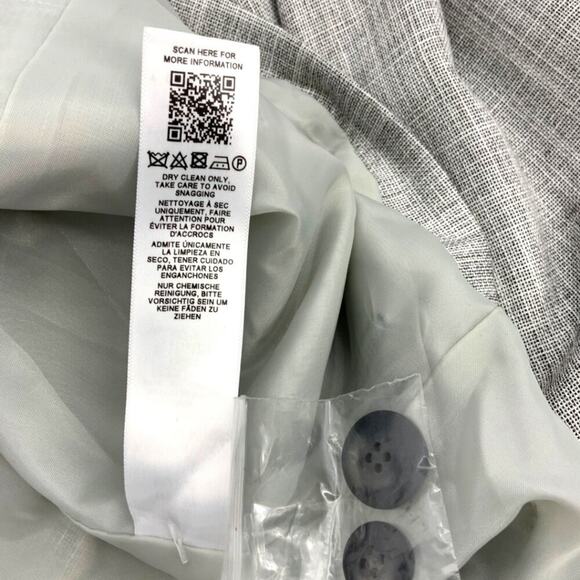 SCAN HERE FOR
MORE INFORMATION
P
DRY CLEAN ONLY,
TAKE CARE TO AVOID
SNAGGING
NETTOYAGE À SEC
UNIQUEMENT, FAIRE
ATTENTION POUR
ÉVITER LA FORMATION
D'ACCROCS
ADMITE ÚNICAMENTE
LA LIMPIEZA EN
SECO, TENER CUIDADO
PARA EVITAR LOS
ENGANCHONES
NUR CHEMISCHE
REINIGUNG, BITTE
VORSICHTIG SEIN UM
KEINE FÄDEN ZU
ZIEHEN